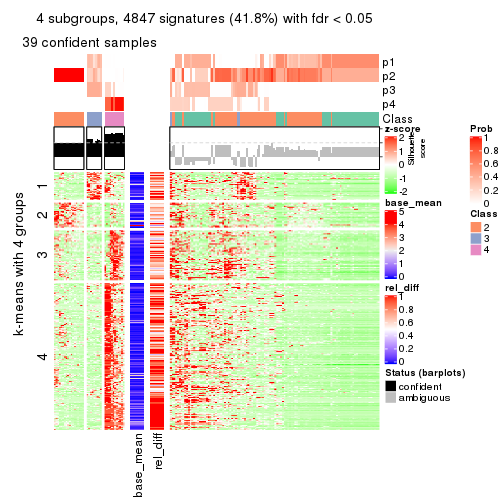 4 subgroups, 4847 signatures (41.8%) with fdr < 0.05
39 confident samples
p1
p2
p3
p4
Class
Silhouette
score
k-means with 4 groups
1
2
3
4
base_mean
rel_diff
z-score
2
1
0
-1
-2
base_mean
5
4
3
2
1
0
rel_diff
1
0.8
0.6
0.4
0.2
0
Status (barplots)
confident
ambiguous
Prob
1
0.8
0.6
0.4
0.2
0
Class
2
3
4